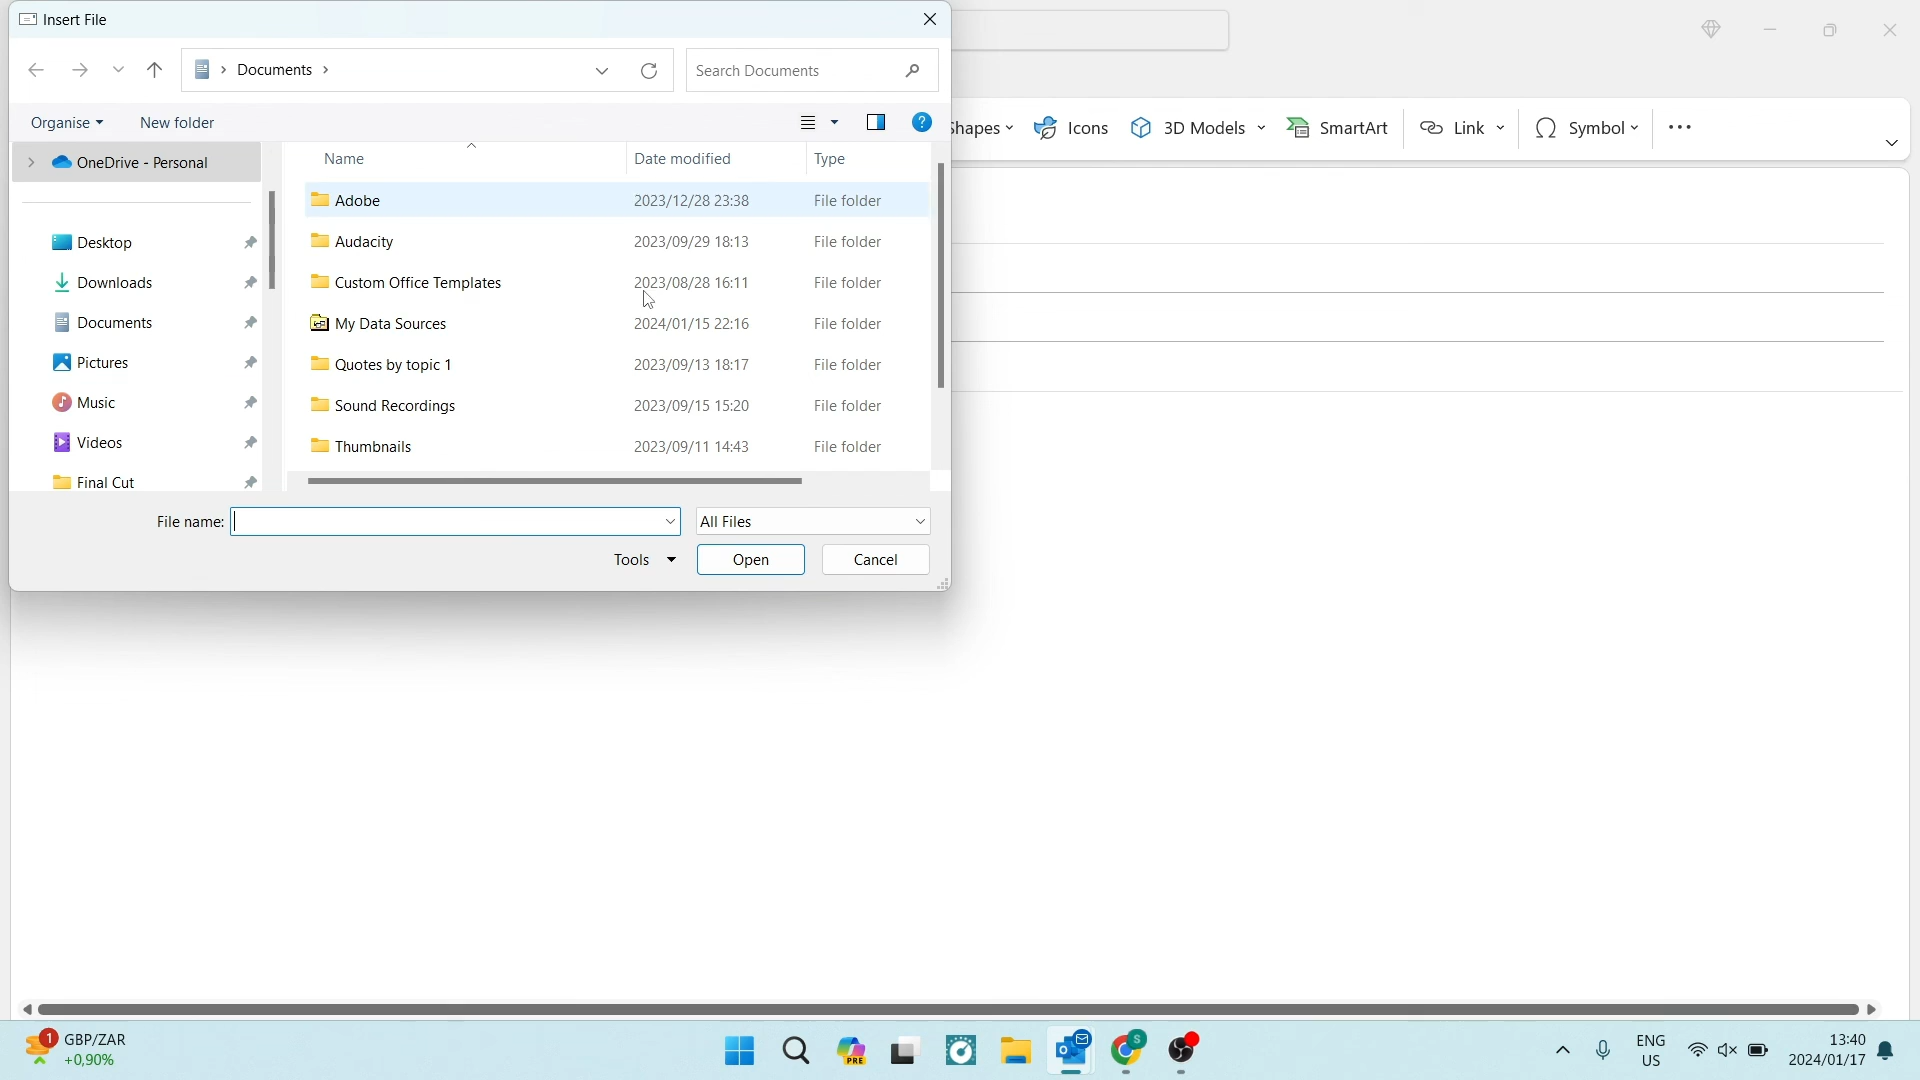 Insert File
Documents
Search Documents
Organise
New folder
Shapes
Icons
3D Models
SmartArt
Link
Symbol
OneDrive - Personal
Name
Date modified
Type
Adobe
2023/12/28 23:38
File folder
Desktop
Audacity
2023/09/29 18:13
File folder
Downloads
Custom Office Templates
2023/08/28 16:11
File folder
Documents
My Data Sources
2024/01/15 22:16
File folder
Pictures
Quotes by topic 1
2023/09/13 18:17
File folder
Music
Sound Recordings
2023/09/15 15:20
File folder
Videos
Thumbnails
2023/09/11 14:43
File folder
Final Cut
File name:
All Files
Tools
Open
Cancel
1
GBP/ZAR
+0,90%
PRE
S
ENG
US
13:40
2024/01/17